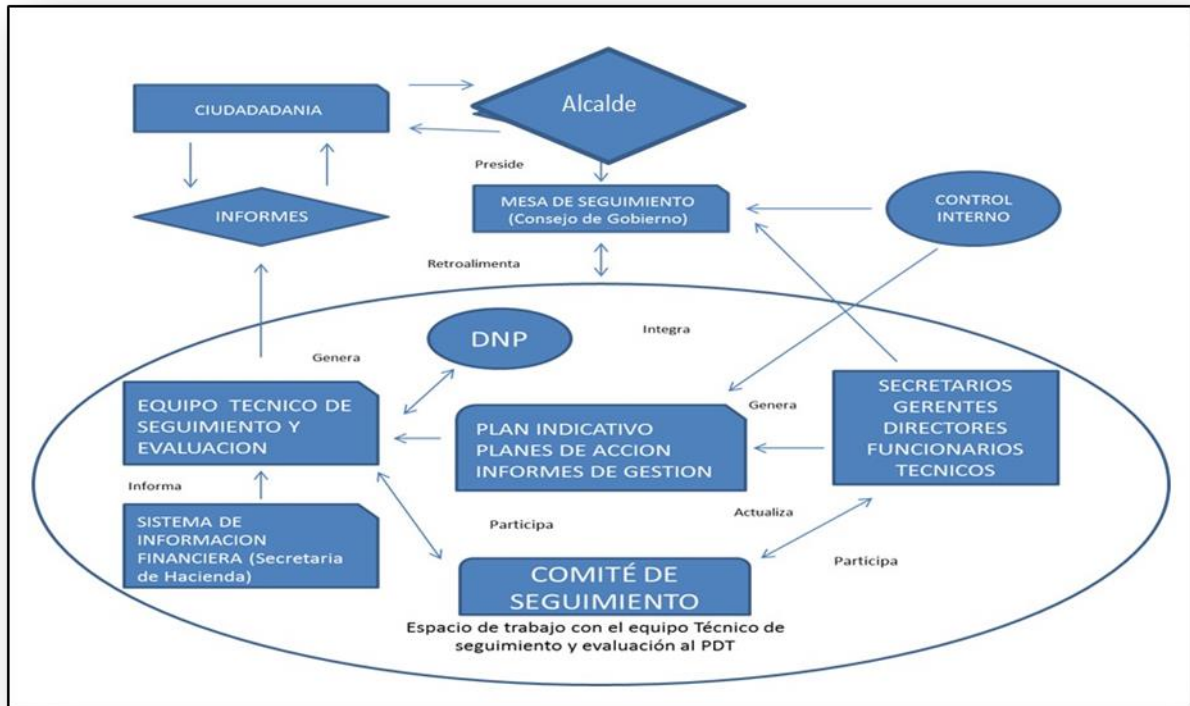 Alcalde
CIUDADADANIA
Preside
MESA DE SEGUIMIENTO
(Consejo de Gobierno)
CONTROL
INTERNO
INFORMES
Retroalimenta
DNP
Integra
Genera
EQUIPO TECNICO DE
SEGUIMIENTO Y
EVALUACION
PLAN INDICATIVO
PLANES DE ACCION
INFORMES DE GESTION
Genera
SECRETARIOS
GERENTES
DIRECTORES
FUNCIONARIOS
TECNICOS
Informa
SISTEMA DE
INFORMACION
FINANCIERA (Secretaria
de Hacienda)
Participa
Actualiza
Participa
COMITÉ DE
SEGUIMIENTO
Espacio de trabajo con el equipo Técnico de
seguimiento y evaluación al PDT